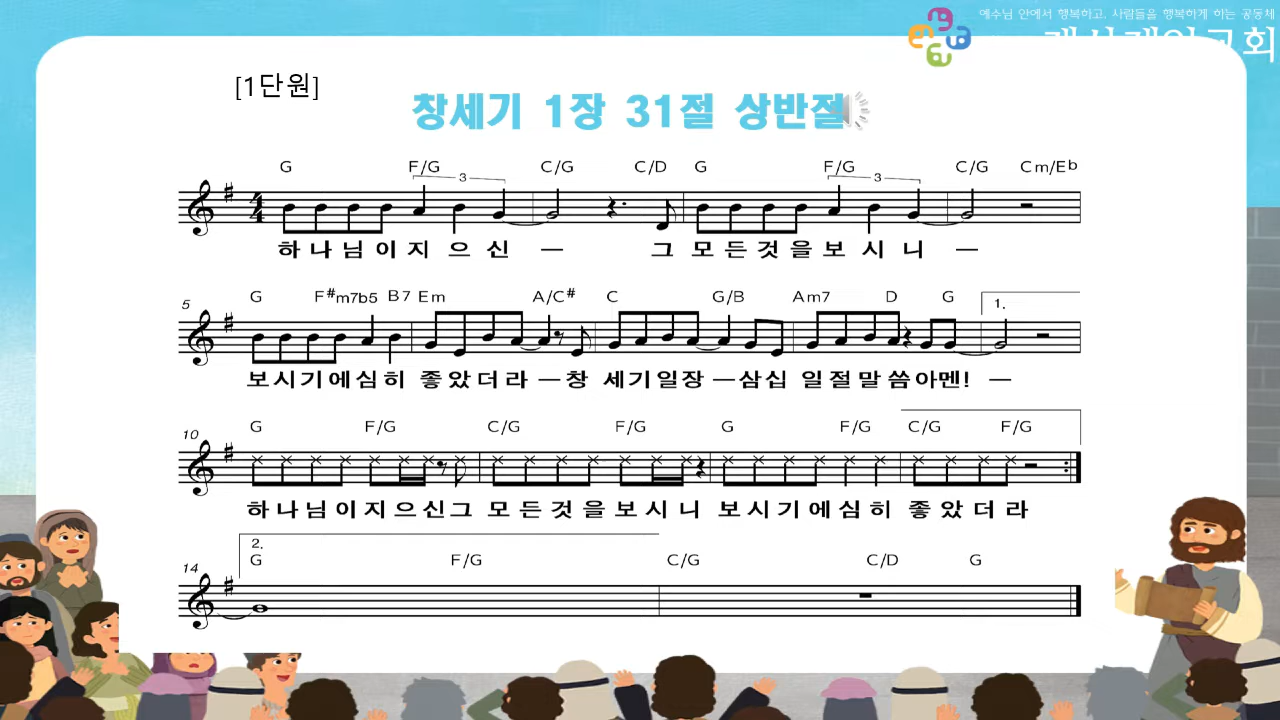 예수님 안에서 행복하고, 사람들을 행복하게 하는 공동체
[1단원]
창세기 1장 31절 상반절
G F/G C/G C/D G F/G C/G Cm/Eb
3 3
4/4
하나님이지으신— 그 모든것을보시니 —
5 G F#m7b5 B7 Em A/C# C G/B Am7 D G 1.
보시기에심히 좋았더라 —창 세기일장 —삼십 일절말씀아멘! —
10 G F/G C/G F/G G F/G C/G F/G
하나님이지으신그 모든것을보시니 보시기에심히 좋았더라
2.
14 G F/G C/G C/D G